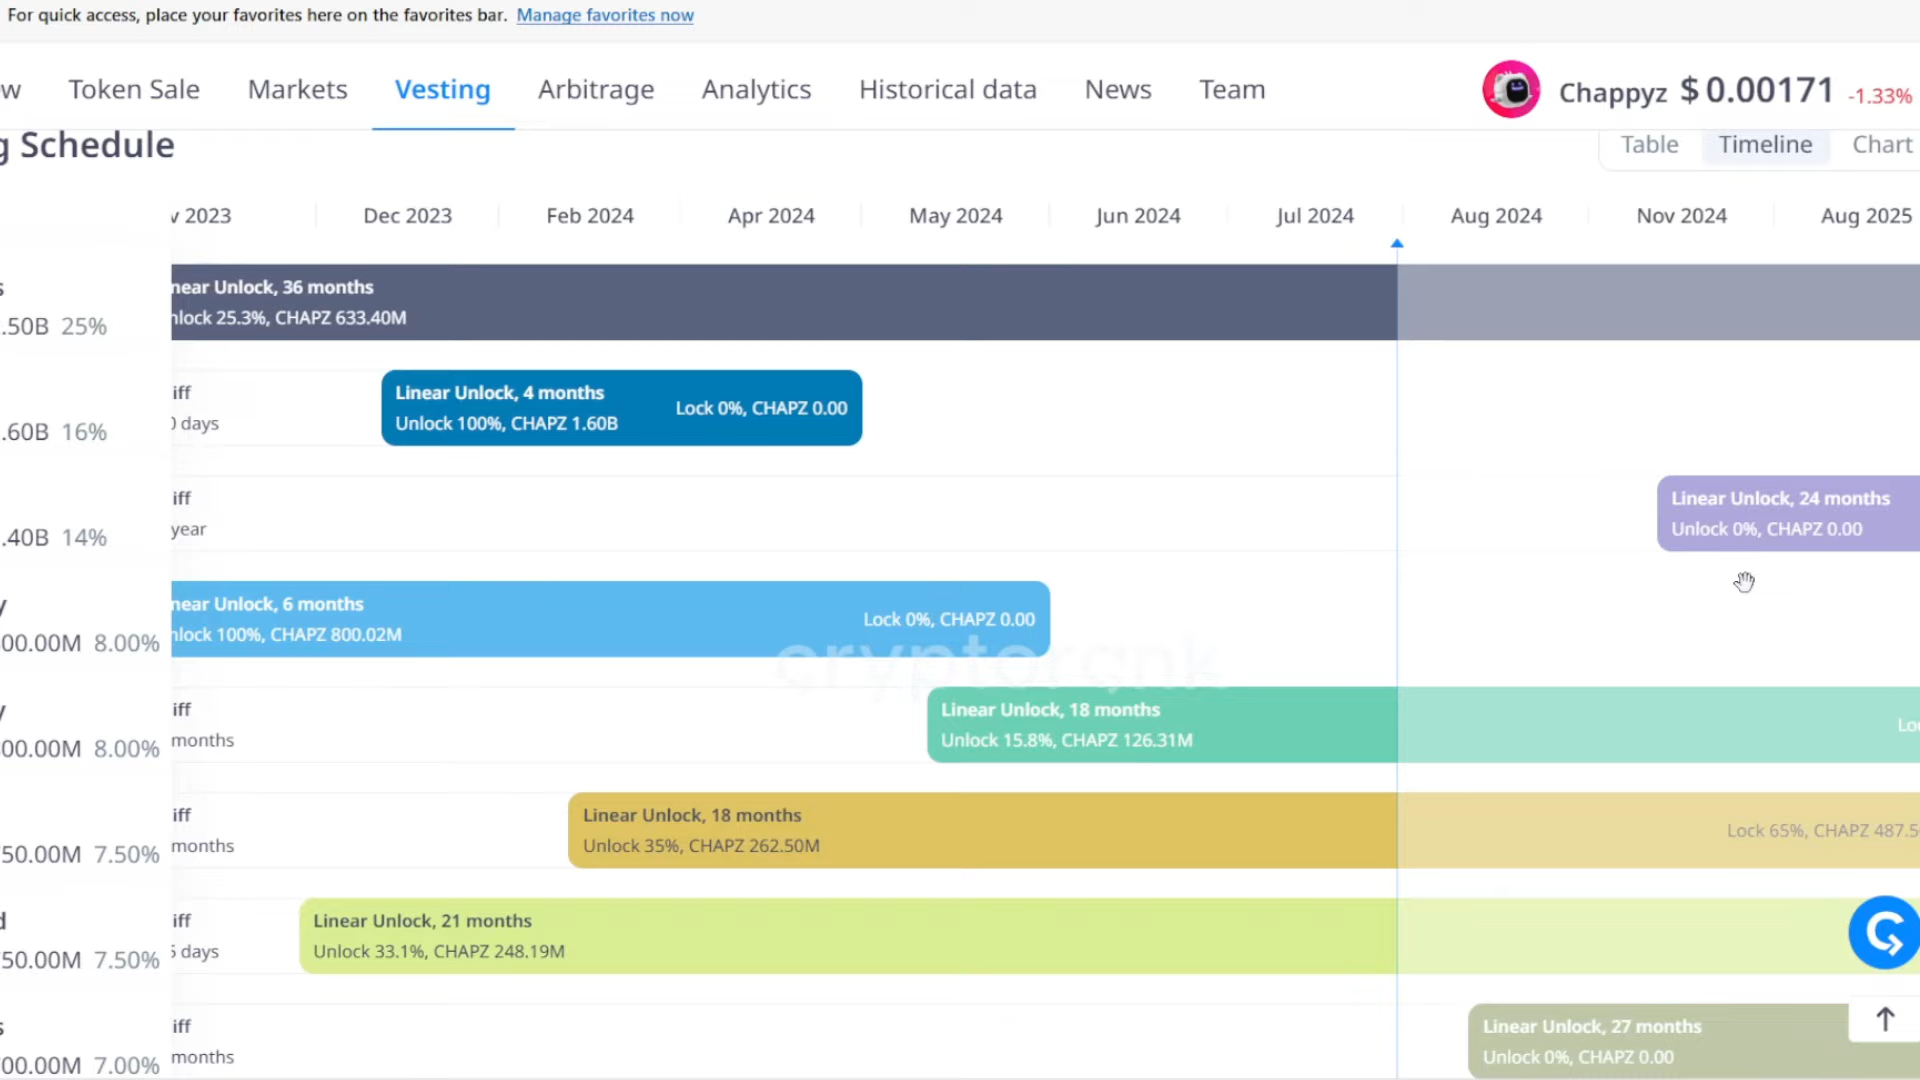 For quick access, place your favorites here on the favorites bar. Manage favorites now
w Token Sale Markets Vesting Arbitrage Analytics Historical data News Team Chappyz $ 0.00171 -1.33%
g Schedule Table Timeline Chart
v 2023 Dec 2023 Feb 2024 Apr 2024 May 2024 Jun 2024 Jul 2024 Aug 2024 Nov 2024 Aug 2025
s
near Unlock, 36 months
.50B 25%
nlock 25.3%, CHAPZ 633.40M
iff
0 days
.60B 16%
Linear Unlock, 4 months
Unlock 100%, CHAPZ 1.60B
Lock 0%, CHAPZ 0.00
iff
year
.40B 14%
Linear Unlock, 24 months
Unlock 0%, CHAPZ 0.00
y
near Unlock, 6 months
nlock 100%, CHAPZ 800.02M
Lock 0%, CHAPZ 0.00
00.00M 8.00%
cryptorank
y
iff
months
00.00M 8.00%
Linear Unlock, 18 months
Unlock 15.8%, CHAPZ 126.31M
Loc
iff
months
50.00M 7.50%
Linear Unlock, 18 months
Unlock 35%, CHAPZ 262.50M
Lock 65%, CHAPZ 487.5
d
iff
5 days
50.00M 7.50%
Linear Unlock, 21 months
Unlock 33.1%, CHAPZ 248.19M
s
iff
months
00.00M 7.00%
Linear Unlock, 27 months
Unlock 0%, CHAPZ 0.00